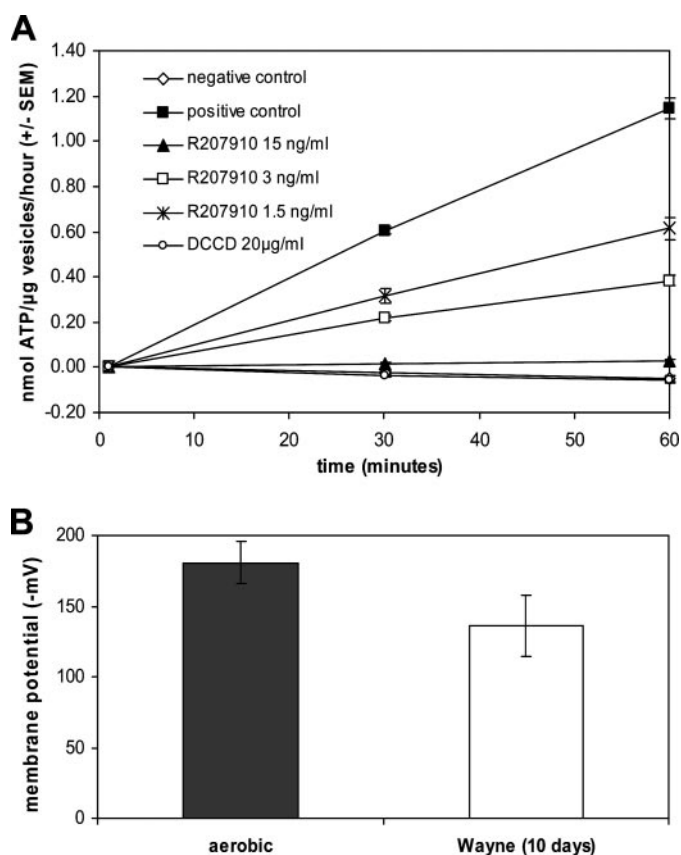 A
nmol ATP/µg vesicles/hour (+/- SEM)
1.40
1.20
1.00
0.80
0.60
0.40
0.20
0.00
-0.20
negative control
positive control
R207910 15 ng/ml
R207910 3 ng/ml
R207910 1.5 ng/ml
DCCD 20µg/ml
0 10 20 30 40 50 60
time (minutes)
B
membrane potential (-mV)
200
150
100
50
0
aerobic Wayne (10 days)